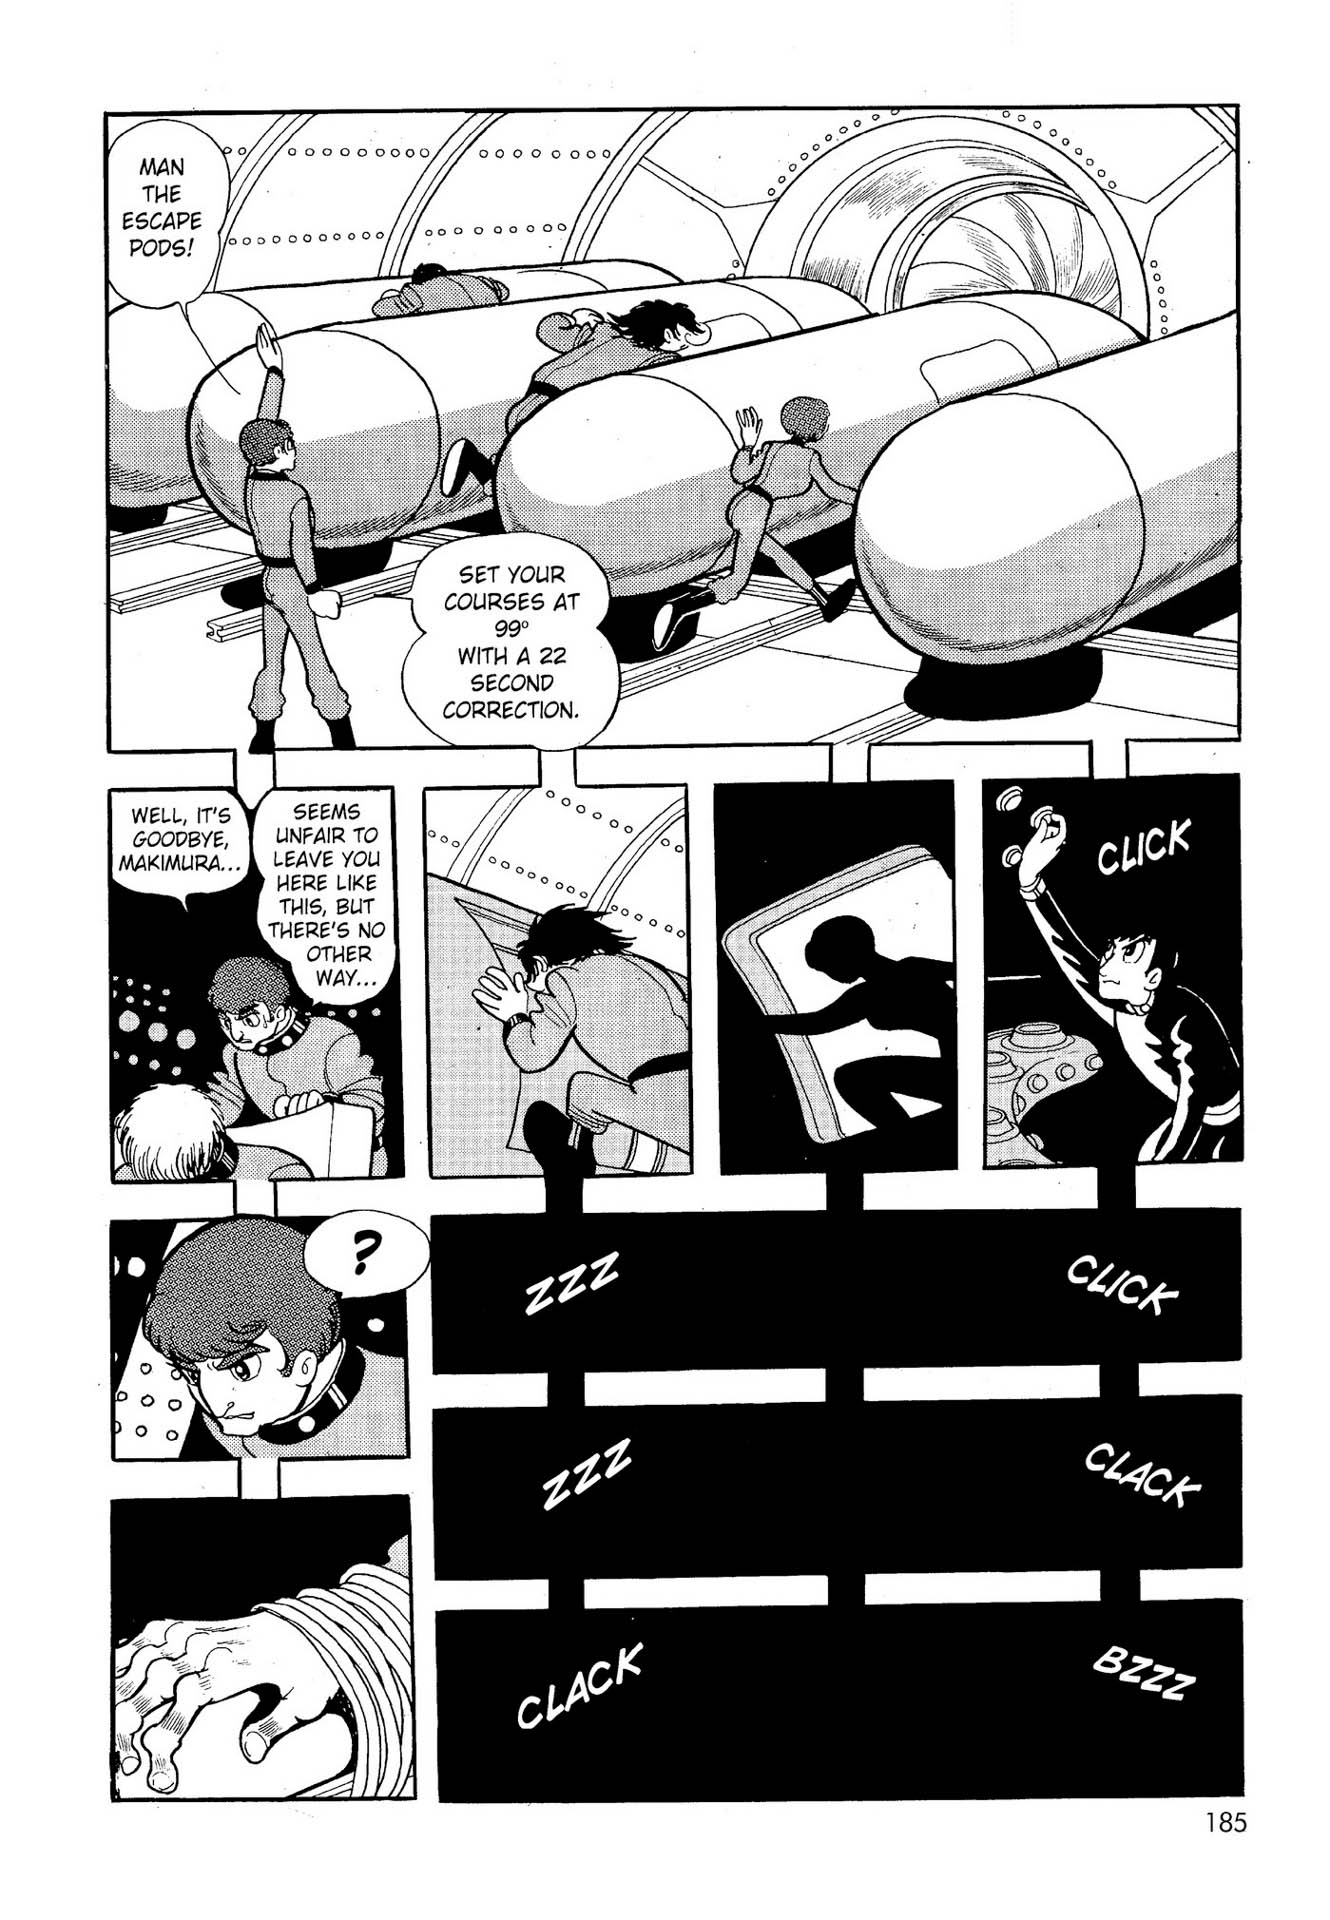 MAN
THE
ESCAPE
PODS!
SET YOUR
COURSES AT
99°
WITH A 22
SECOND
CORRECTION.
WELL, IT'S
GOODBYE,
MAKIMURA...
SEEMS
UNFAIR TO
LEAVE YOU
HERE LIKE
THIS, BUT
THERE'S NO
OTHER
WAY...
CLICK
?
ZZZ
CLICK
ZZZ
CLACK
CLACK
BZZZ
185